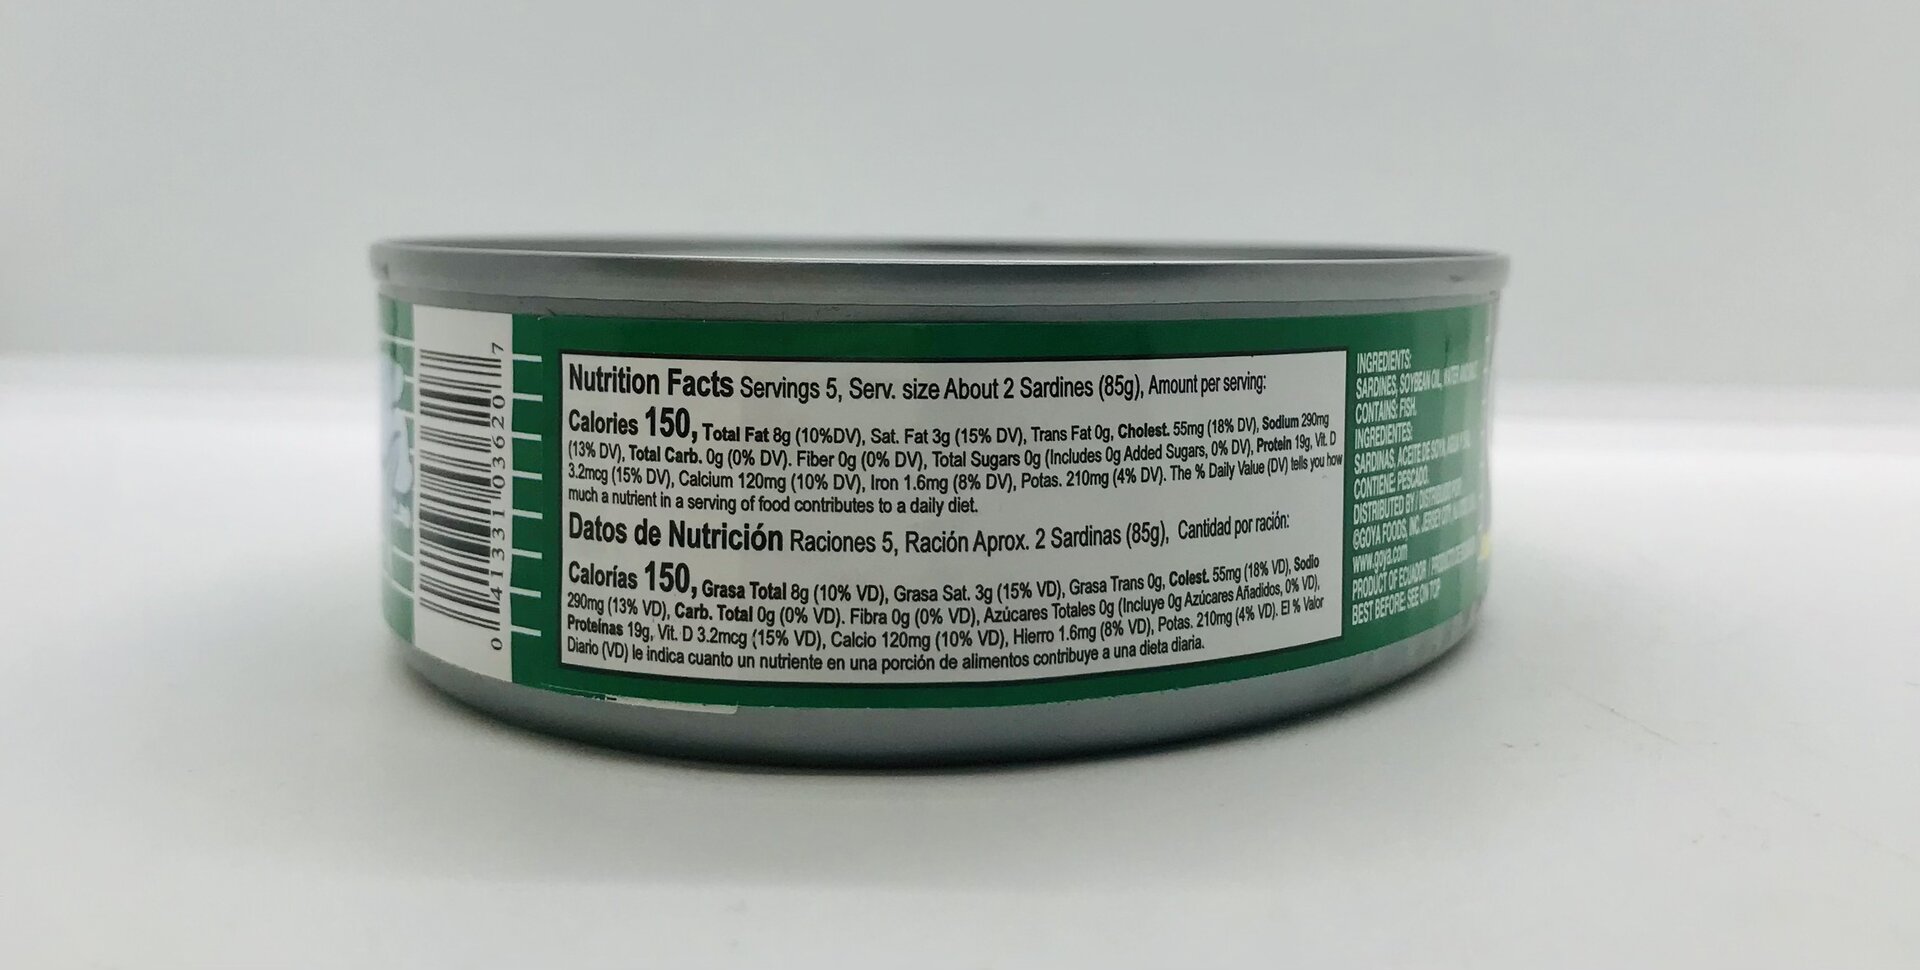 0 41331 03620 7
Nutrition Facts Servings 5, Serv. size About 2 Sardines (85g), Amount per serving:
Calories 150, Total Fat 8g (10%DV), Sat. Fat 3g (15% DV), Trans Fat 0g, Cholest. 55mg (18% DV), Sodium 290mg
(13% DV), Total Carb. 0g (0% DV). Fiber 0g (0% DV), Total Sugars 0g (Includes 0g Added Sugars, 0% DV), Protein 19g, Vit. D
3.2mcg (15% DV), Calcium 120mg (10% DV), Iron 1.6mg (8% DV), Potas. 210mg (4% DV). The % Daily Value (DV) tells you how
much a nutrient in a serving of food contributes to a daily diet.
Datos de Nutrición Raciones 5, Ración Aprox. 2 Sardinas (85g), Cantidad por ración:
Calorías 150, Grasa Total 8g (10% VD), Grasa Sat. 3g (15% VD), Grasa Trans 0g, Colest. 55mg (18% VD), Sodio
290mg (13% VD), Carb. Total 0g (0% VD). Fibra 0g (0% VD), Azúcares Totales 0g (Incluye 0g Azúcares Añadidos, 0% VD),
Proteínas 19g, Vit. D 3.2mcg (15% VD), Calcio 120mg (10% VD), Hierro 1.6mg (8% VD), Potas. 210mg (4% VD). El % Valor
Diario (VD) le indica cuanto un nutriente en una porción de alimentos contribuye a una dieta diaria.
INGREDIENTS:
SARDINES, SOYBEAN OIL, WATER
CONTAINS: FISH.
INGREDIENTES:
SARDINAS, ACEITE DE SOYA, AGUA
CONTIENE: PESCADO.
DISTRIBUTED BY /
©GOYA FOODS, INC. JERSEY CITY,
www.goya.com
PRODUCT OF ECUADOR /
BEST BEFORE: SEE ON TOP